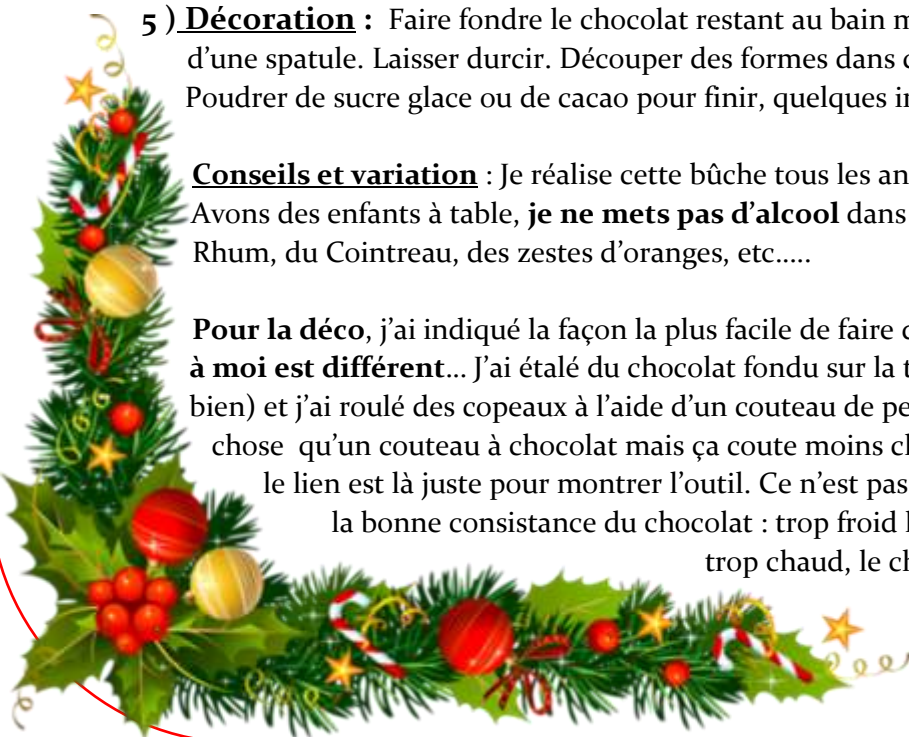 5 ) Décoration : Faire fondre le chocolat restant au bain
d'une spatule. Laisser durcir. Découper des formes dans
Poudrer de sucre glace ou de cacao pour finir, quelques
Conseils et variation : Je réalise cette bûche tous les
Avons des enfants à table, je ne mets pas d'alcool dans
Rhum, du Cointreau, des zestes d'oranges, etc.....
Pour la déco, j'ai indiqué la façon la plus facile de faire
à moi est différent... J'ai étalé du chocolat fondu sur la
bien) et j'ai roulé des copeaux à l'aide d'un couteau de
chose qu'un couteau à chocolat mais ça coute moins
le lien est là juste pour montrer l'outil. Ce n'est pas
la bonne consistance du chocolat : trop froid
trop chaud, le